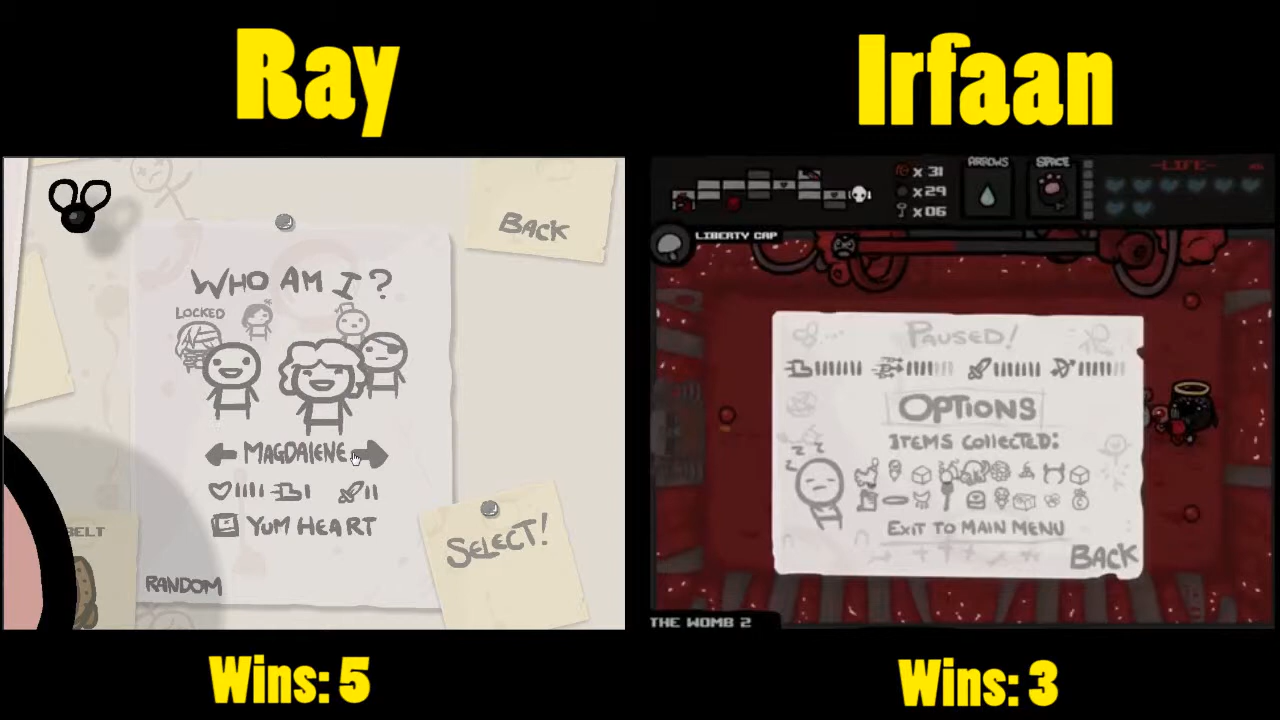 Ray
Irfaan
BACK
WHO AM I?
LOCKED
MAGDALENE
YUM HEART
SELECT!
BELT
RANDOM
x 31
x 29
x 06
ARROWS
SPACE
-LIFE-
LIBERTY CAP
PAUSED!
OPTIONS
ITEMS COLLECTED:
EXIT TO MAIN MENU
BACK
THE WOMB 2
Wins: 5
Wins: 3